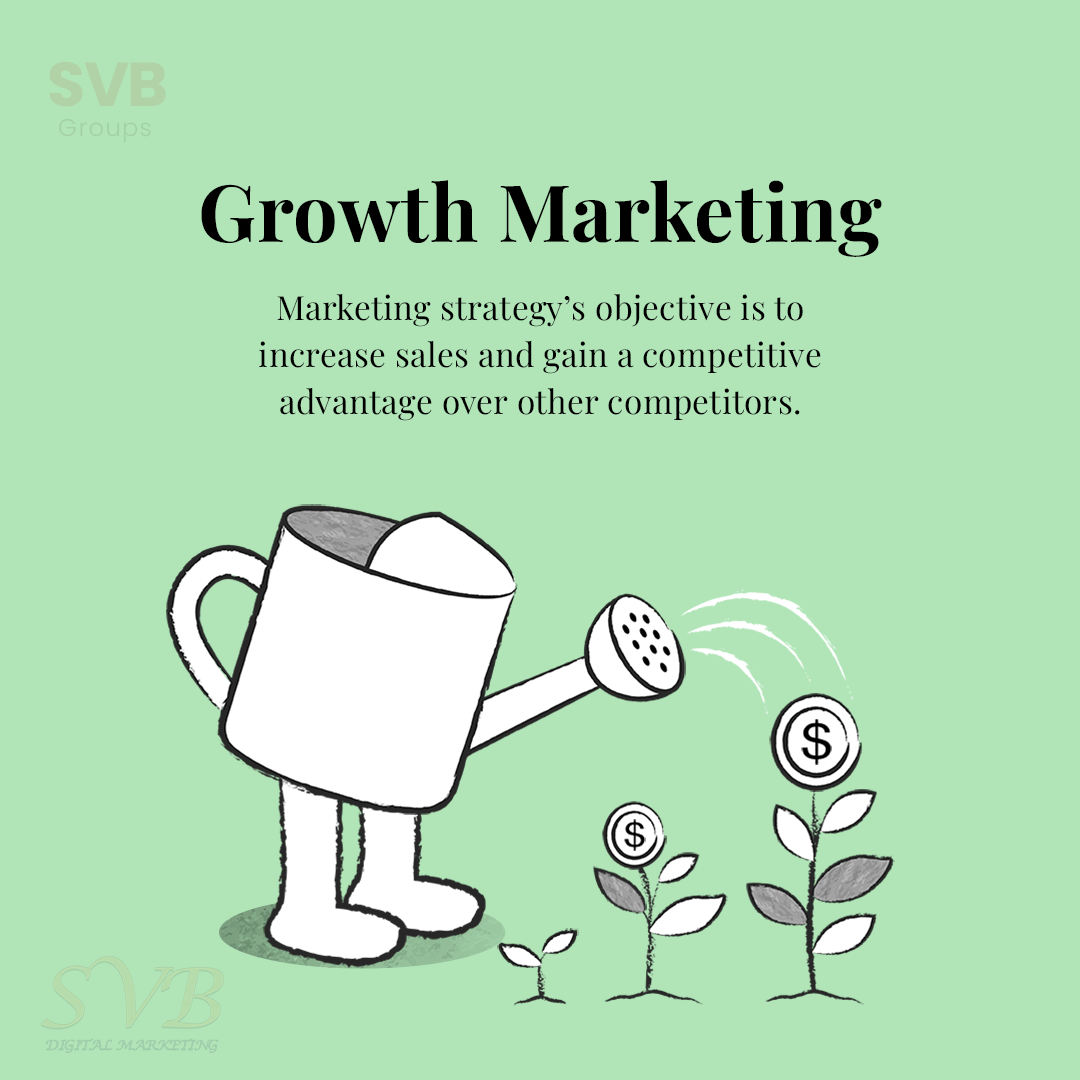 SVB
Groups
Growth Marketing
Marketing strategy’s objective is to
increase sales and gain a competitive
advantage over other competitors.
$
$
SVB
DIGITAL MARKETING